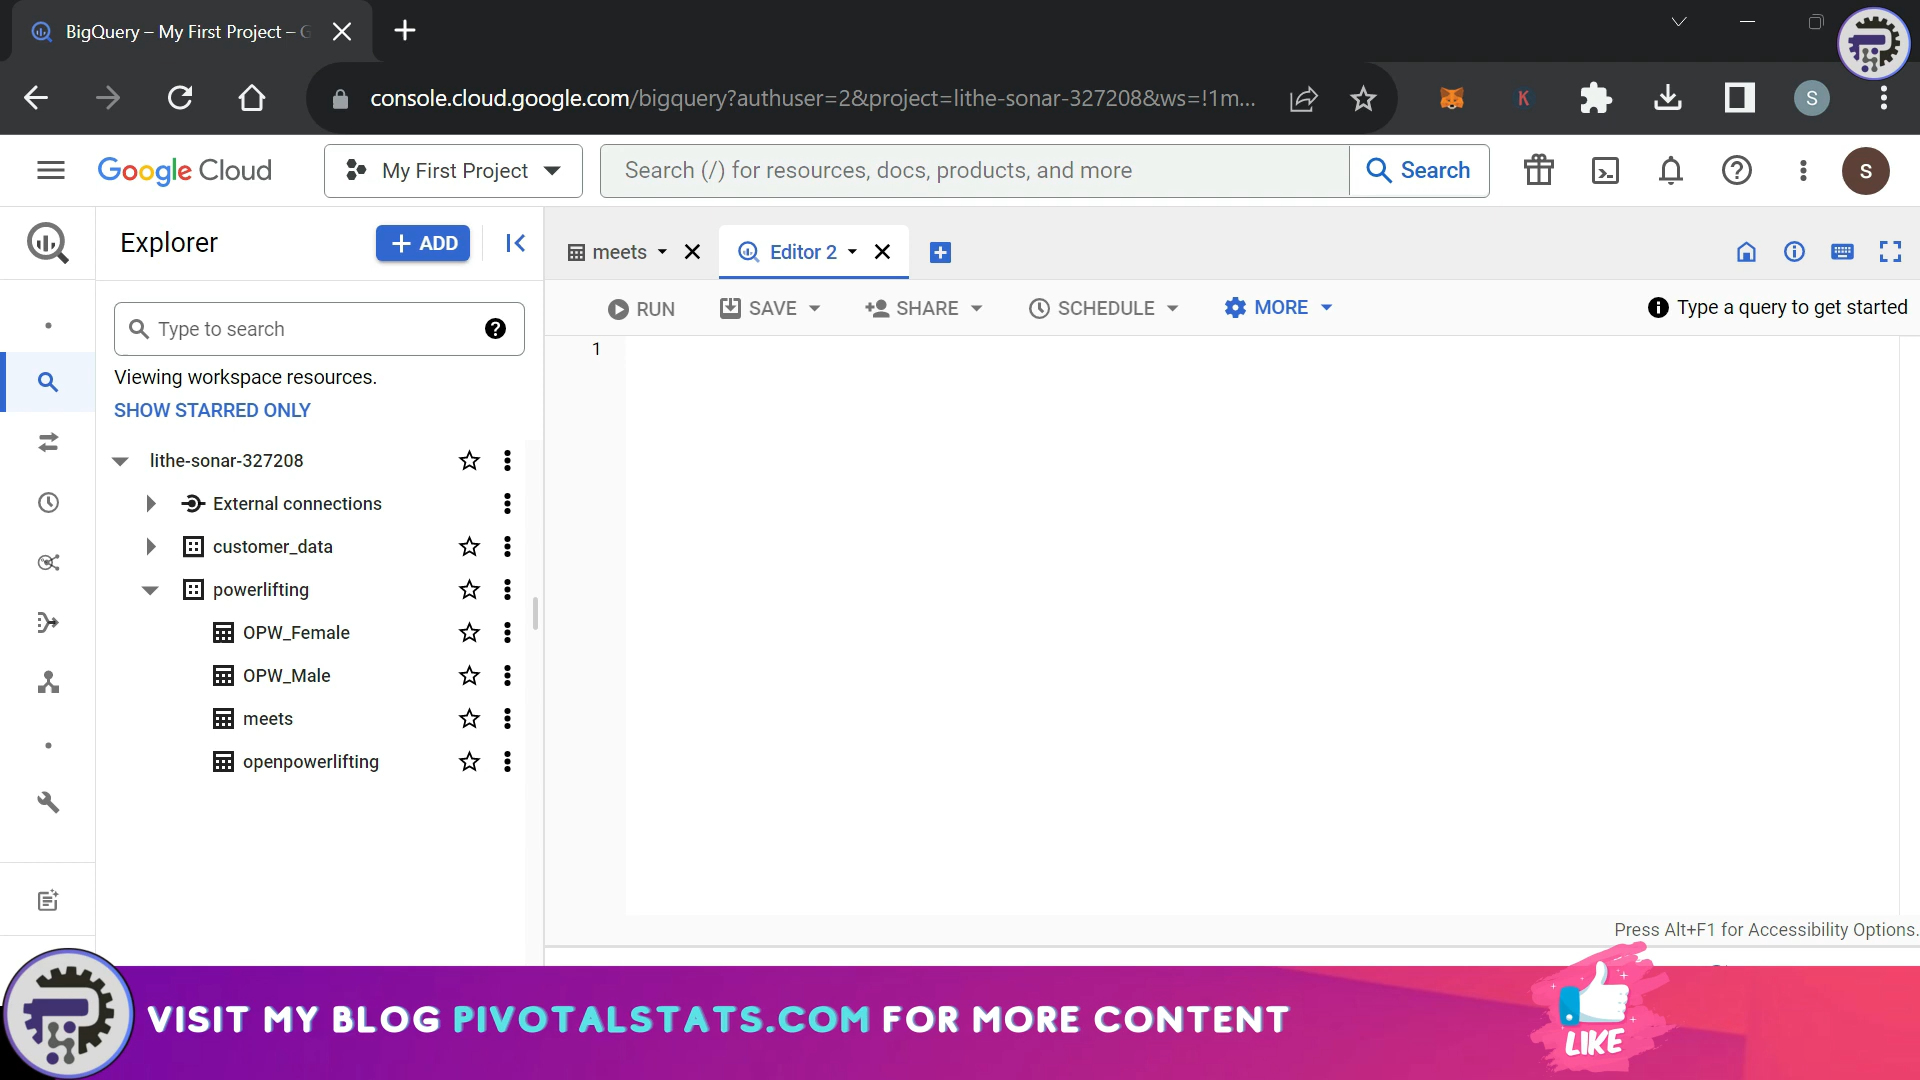 BigQuery – My First Project – G
console.cloud.google.com/bigquery?authuser=2&project=lithe-sonar-327208&ws=!1m...
K
S
Google Cloud
My First Project
Search (/) for resources, docs, products, and more
Search
S
Explorer
+ ADD
meets
Editor 2
RUN
SAVE
SHARE
SCHEDULE
MORE
Type a query to get started
Type to search
1
Viewing workspace resources.
SHOW STARRED ONLY
lithe-sonar-327208
External connections
customer_data
powerlifting
OPW_Female
OPW_Male
meets
openpowerlifting
Press Alt+F1 for Accessibility Options.
VISIT MY BLOG PIVOTALSTATS.COM FOR MORE CONTENT
LIKE